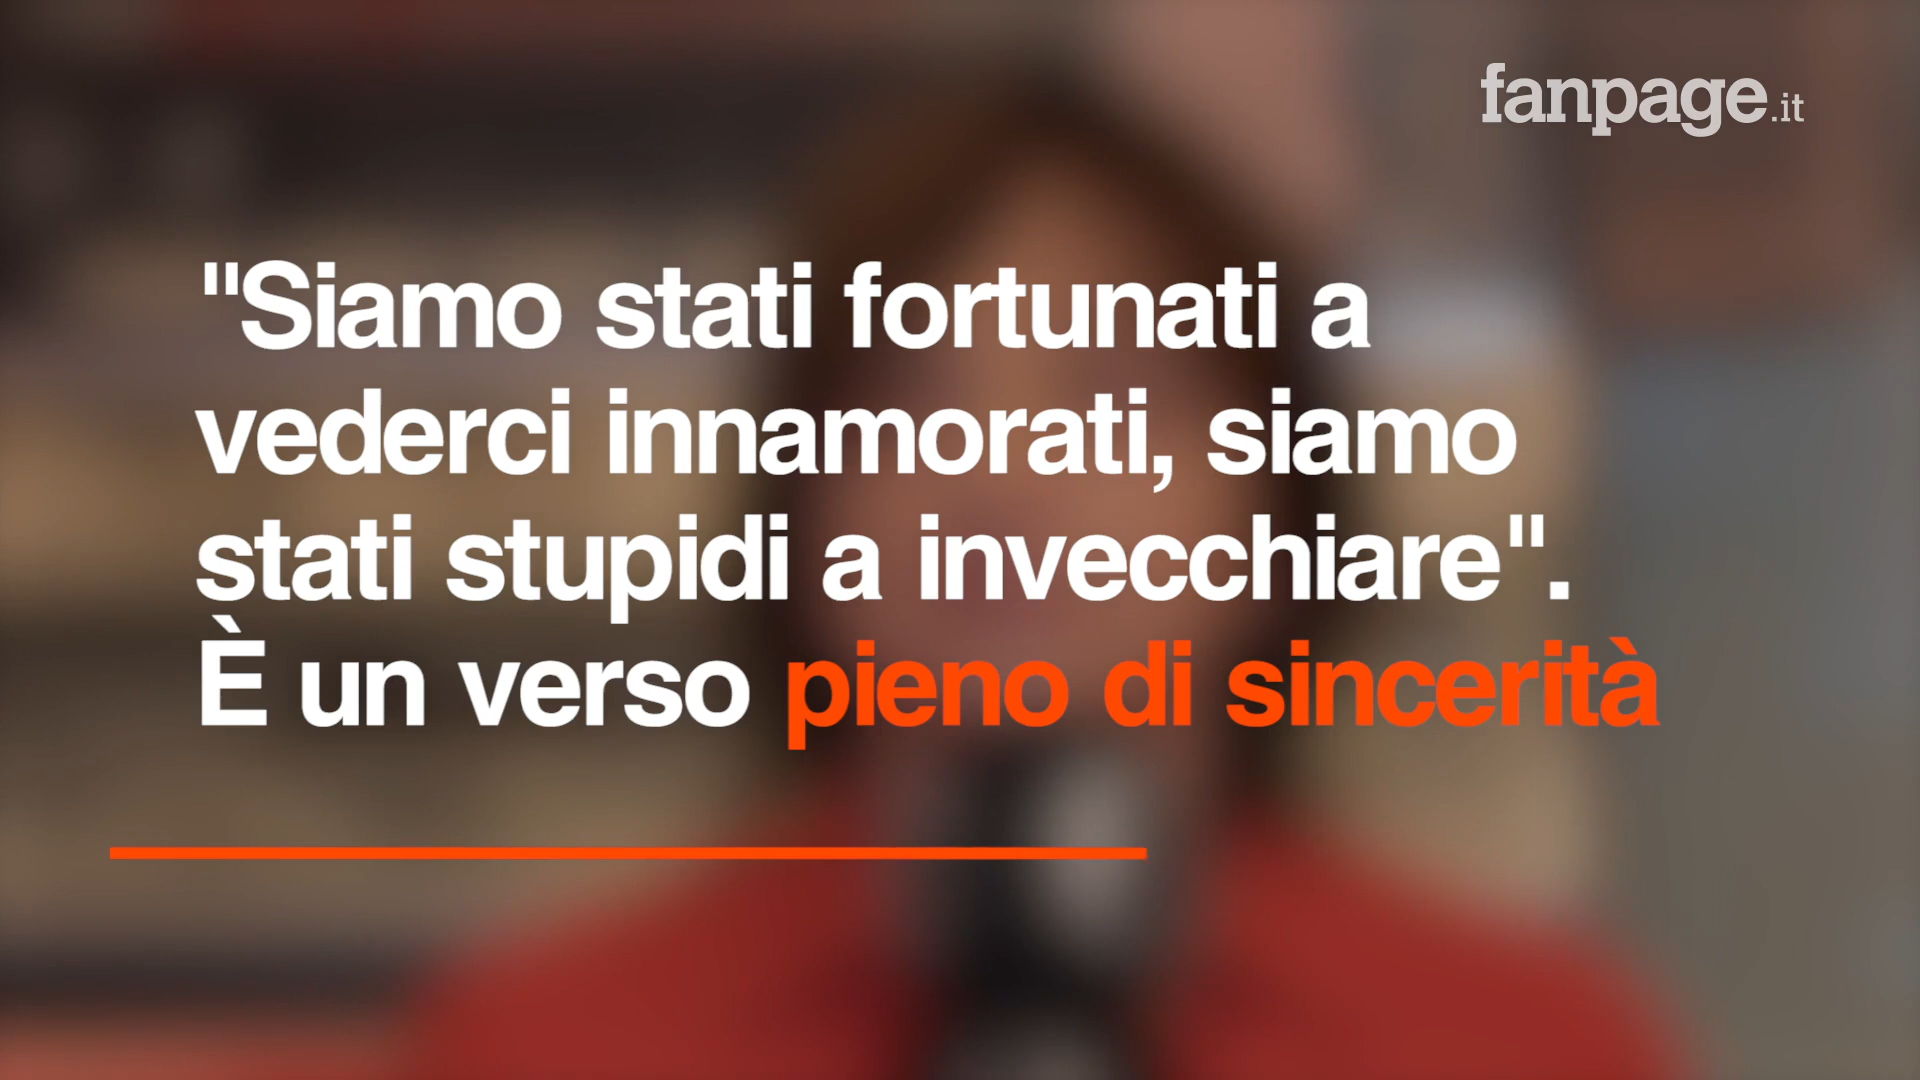 fanpage.it
"Siamo stati fortunati a
vederci innamorati, siamo
stati stupidi a invecchiare".
È un verso pieno di sincerità